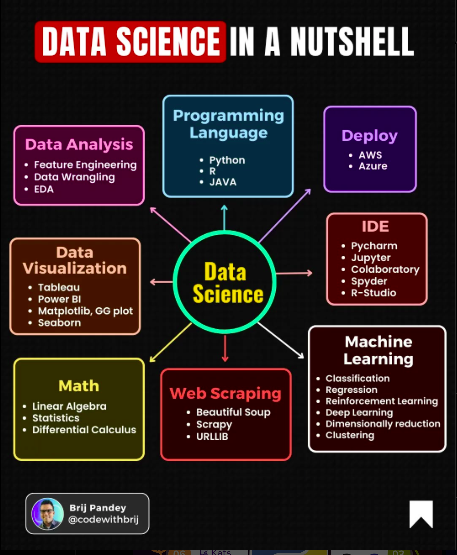 DATA SCIENCE IN A NUTSHELL
Programming
Language
• Python
• R
• JAVA
Data Analysis
• Feature Engineering
• Data Wrangling
• EDA
Deploy
• AWS
• Azure
Data
Visualization
• Tableau
• Power BI
• Matplotlib, GG plot
• Seaborn
Data
Science
IDE
• Pycharm
• Jupyter
• Colaboratory
• Spyder
• R-Studio
Math
• Linear Algebra
• Statistics
• Differential Calculus
Web Scraping
• Beautiful Soup
• Scrapy
• URLLIB
Machine
Learning
• Classification
• Regression
• Reinforcement Learning
• Deep Learning
• Dimensionally reduction
• Clustering
Brij Pandey
@codewithbrij